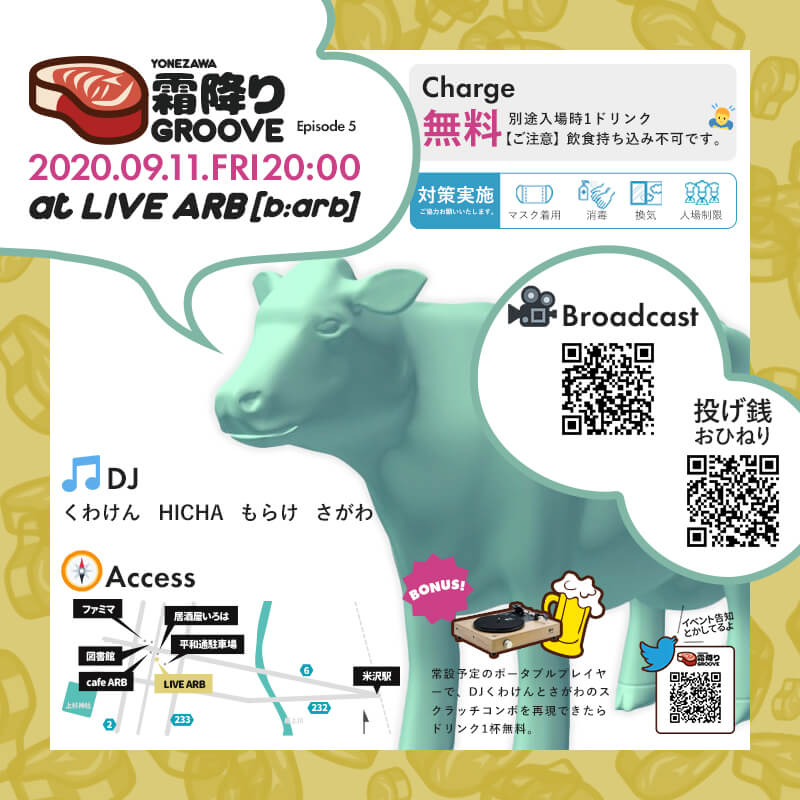 YONEZAWA
霜降り
GROOVE
Episode 5
2020.09.11.FRI 20:00
at LIVE ARB [b:arb]
Charge
無料
別途入場時1ドリンク
【ご注意】飲食持ち込み不可です。
対策実施
ご協力お願いいたします。
マスク着用
消毒
換気
入場制限
Broadcast
投げ銭
おひねり
DJ
くわけん HICHA もらけ さがわ
Access
ファミマ
居酒屋いろは
平和通駐車場
図書館
cafe ARB
LIVE ARB
米沢駅
上杉神社
6
2
233
232
BONUS!
常設予定のポータブルプレイヤ
ーで、DJくわけんとさがわのス
クラッチコンボを再現できたら
ドリンク1杯無料。
イベント告知
とかしてるよ
霜降り
GROOVE